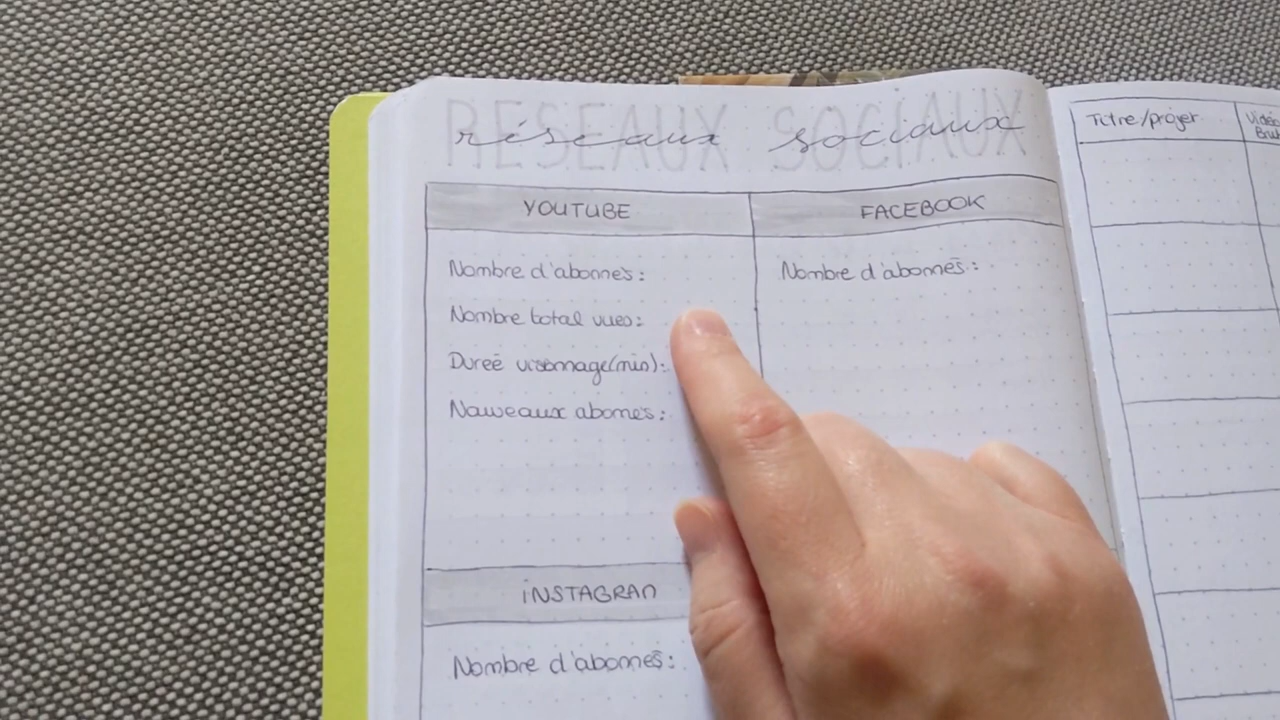 RESEAUX SOCIAUX
réseaux sociaux
YOUTUBE
Nombre d'abonnés:
Nombre total vues:
Dureé visionnage(min):
Nouveaux abonnés:
FACEBOOK
Nombre d'abonnés:
INSTAGRAM
Nombre d'abonnés:
Titre/projet